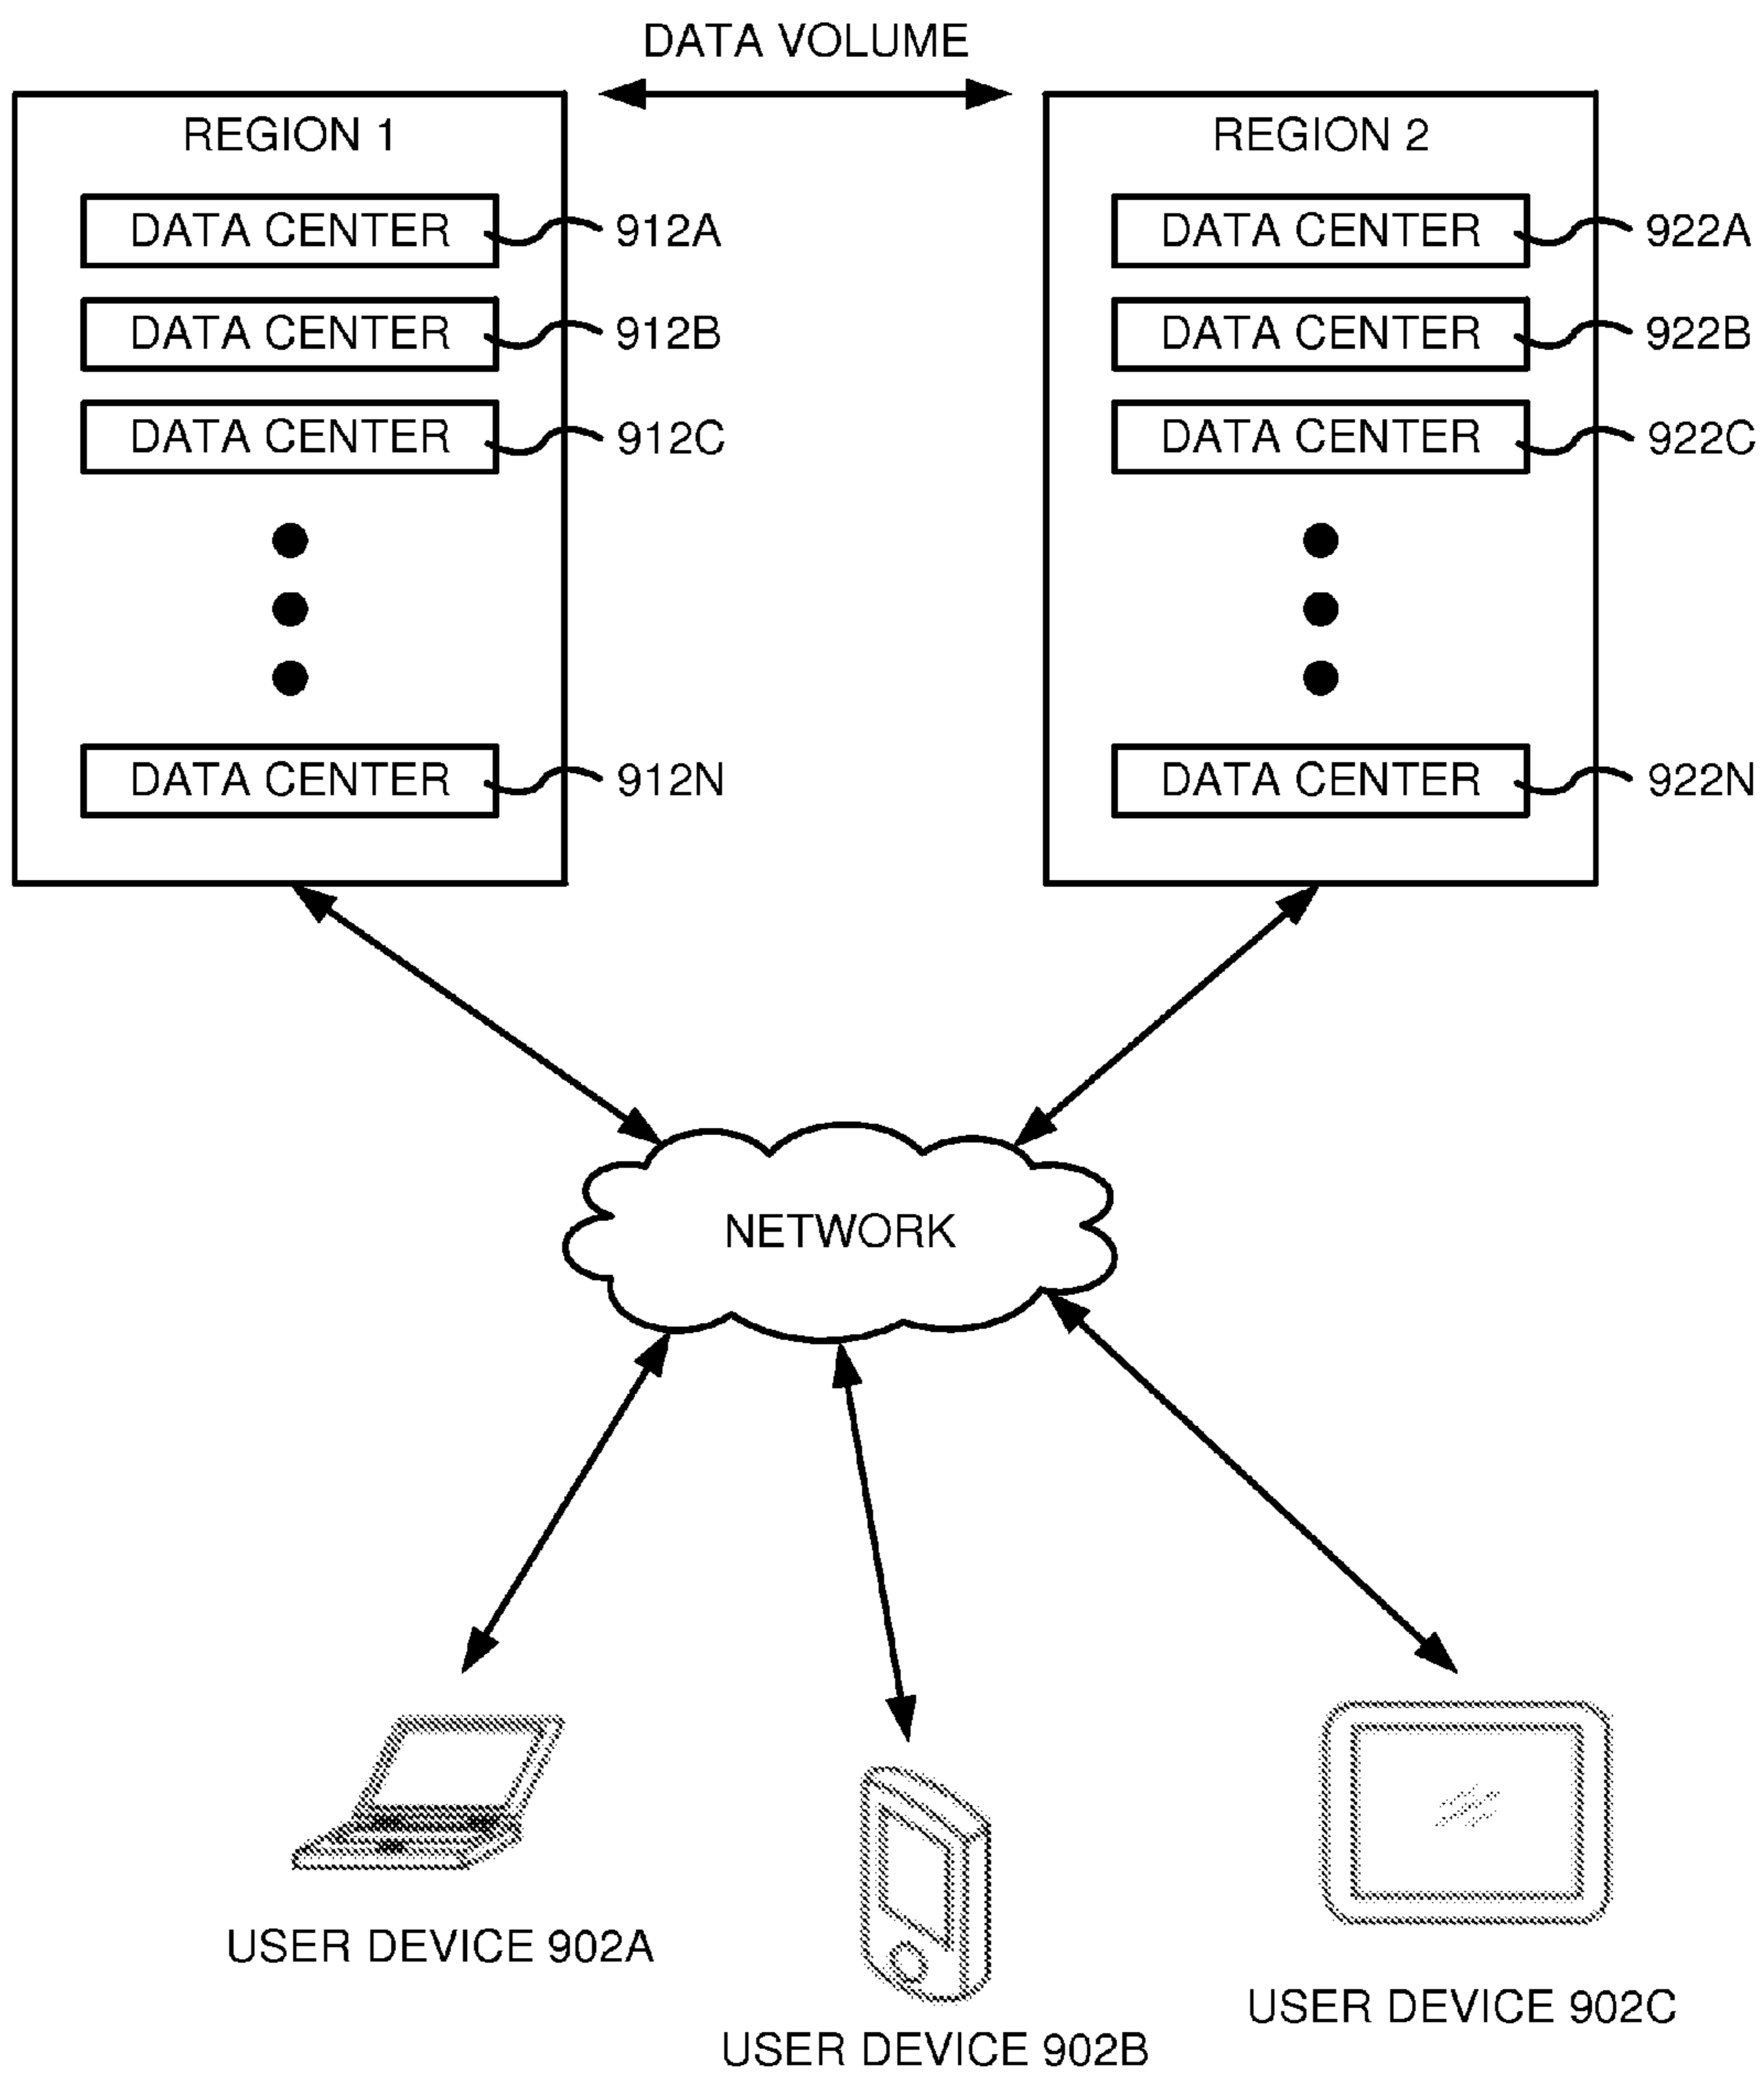 DATA VOLUME
REGION 1
DATA CENTER 912A
DATA CENTER 912B
DATA CENTER 912C
DATA CENTER 912N
REGION 2
DATA CENTER 922A
DATA CENTER 922B
DATA CENTER 922C
DATA CENTER 922N
NETWORK
USER DEVICE 902A
USER DEVICE 902B
USER DEVICE 902C